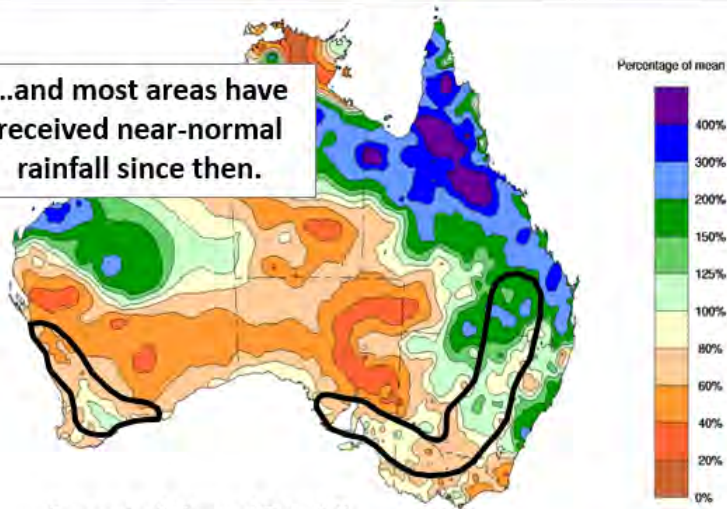 ..and most areas have
received near-normal
rainfall since then.
Percentage of mean
400%
300%
200%
150%
125%
100%
80%
60%
40%
20%
0%